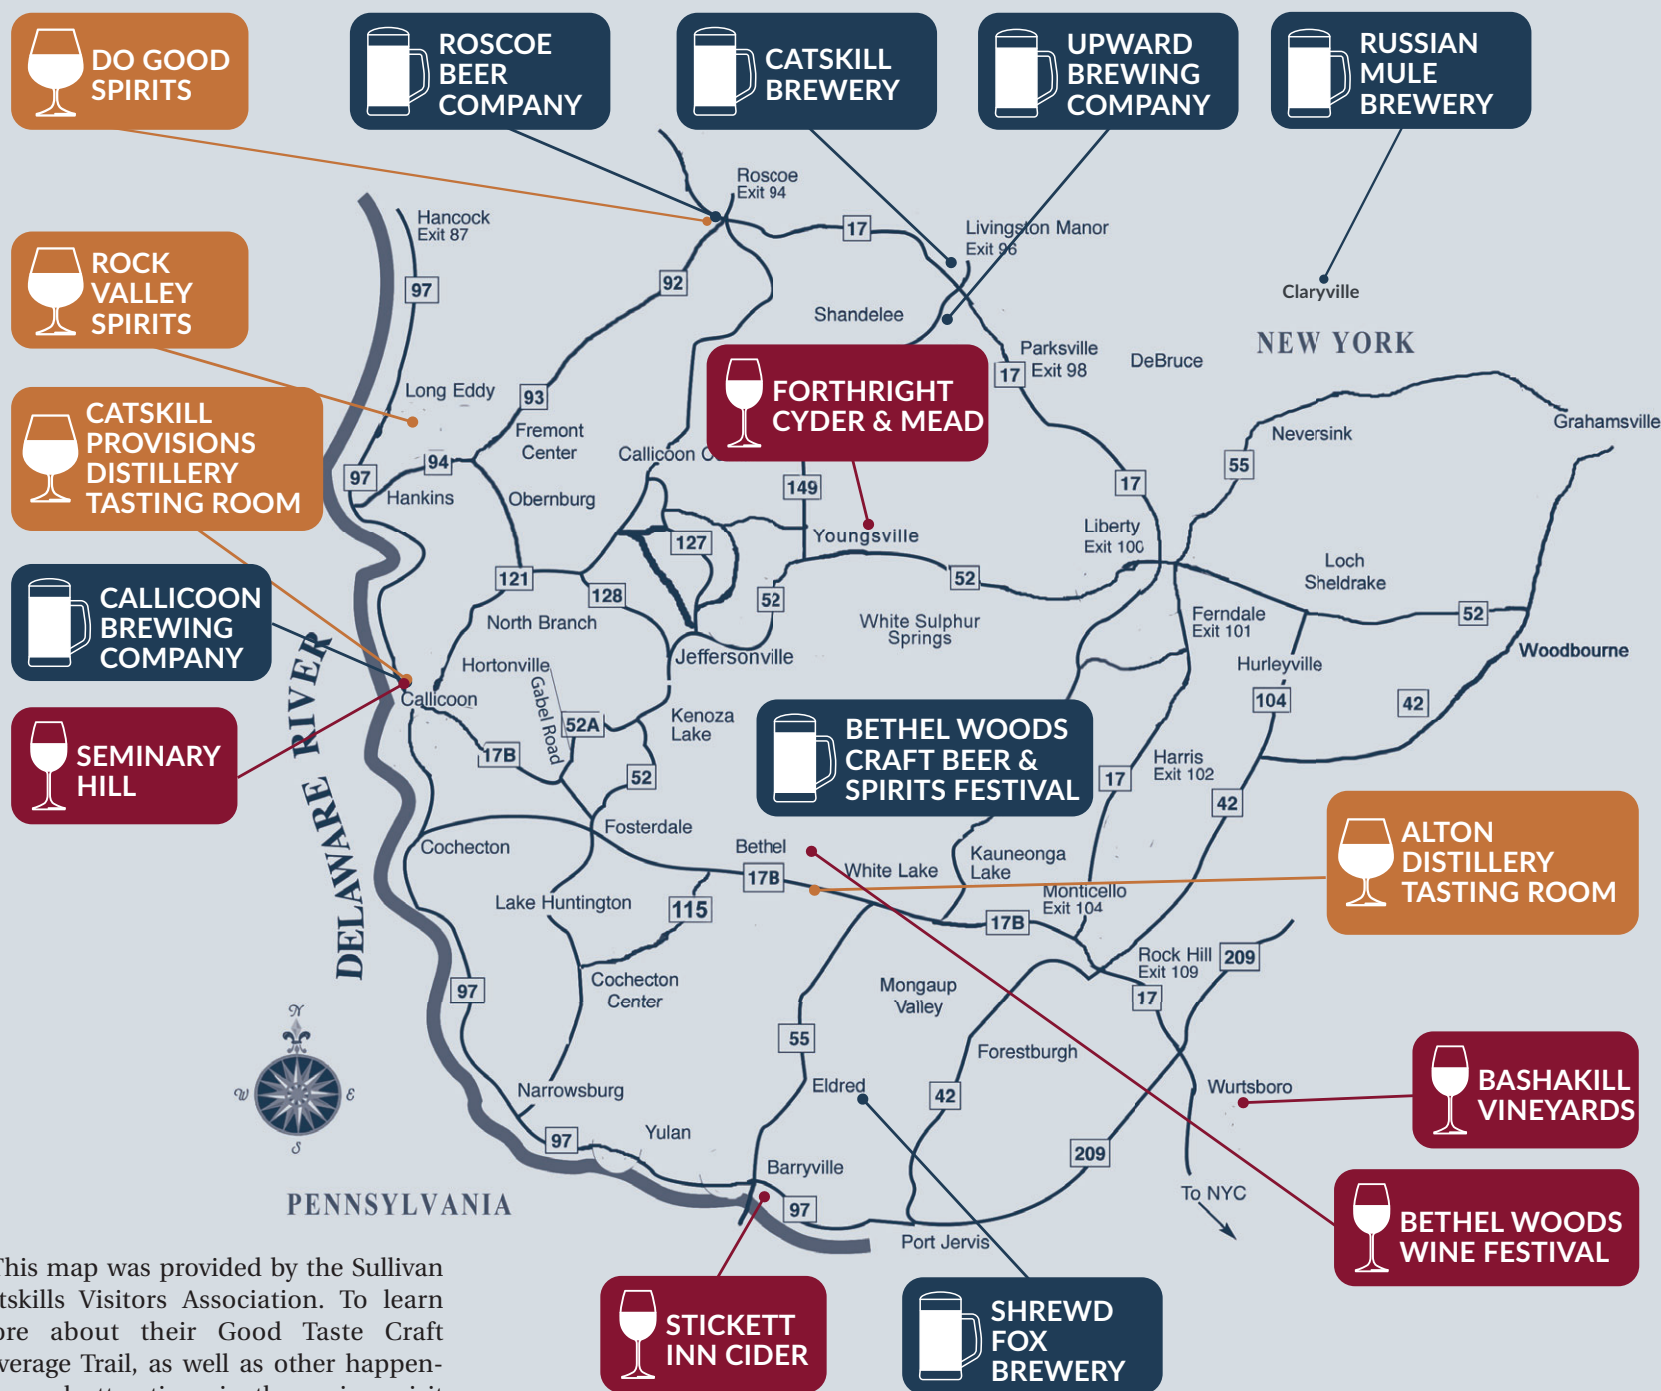 DO GOOD
SPIRITS
ROSCOE
BEER
COMPANY
CATSKILL
BREWERY
UPWARD
BREWING
COMPANY
RUSSIAN
MULE
BREWERY
Roscoe
Exit 94
Hancock
Exit 87
17
Livingston Manor
Exit 96
ROCK
VALLEY
SPIRITS
97
92
Claryville
Shandelee
NEW YORK
Parksville
Exit 98
DeBruce
17
Long Eddy
93
FORTHRIGHT
CYDER & MEAD
CATSKILL
PROVISIONS
DISTILLERY
TASTING ROOM
Fremont
Center
Callicoon C
Neversink
Grahamsville
94
97
Hankins
Obernburg
149
17
55
Youngsville
127
Liberty
Exit 100
Loch
Sheldrake
121
128
52
52
CALLICOON
BREWING
COMPANY
North Branch
White Sulphur
Springs
Ferndale
Exit 101
52
Woodbourne
Hortonville
Jeffersonville
Hurleyville
Callicoon
Gabel Road
52A
Kenoza
Lake
104
42
SEMINARY
HILL
17B
52
BETHEL WOODS
CRAFT BEER &
SPIRITS FESTIVAL
Harris
Exit 102
17
42
DELAWARE RIVER
Fosterdale
Cochecton
Bethel
White Lake
Kauneonga
Lake
ALTON
DISTILLERY
TASTING ROOM
17B
Lake Huntington
115
Monticello
Exit 104
17B
Rock Hill
Exit 109
209
97
Cochecton
Center
Mongaup
Valley
17
N
W
E
S
55
Forestburgh
Narrowsburg
Eldred
42
Wurtsboro
BASHAKILL
VINEYARDS
97
Yulan
209
Barryville
To NYC
PENNSYLVANIA
97
Port Jervis
BETHEL WOODS
WINE FESTIVAL
STICKETT
INN CIDER
SHREWD
FOX
BREWERY
This map was provided by the Sullivan
tskills Visitors Association. To learn
re about their Good Taste Craft
verage Trail, as well as other happen-